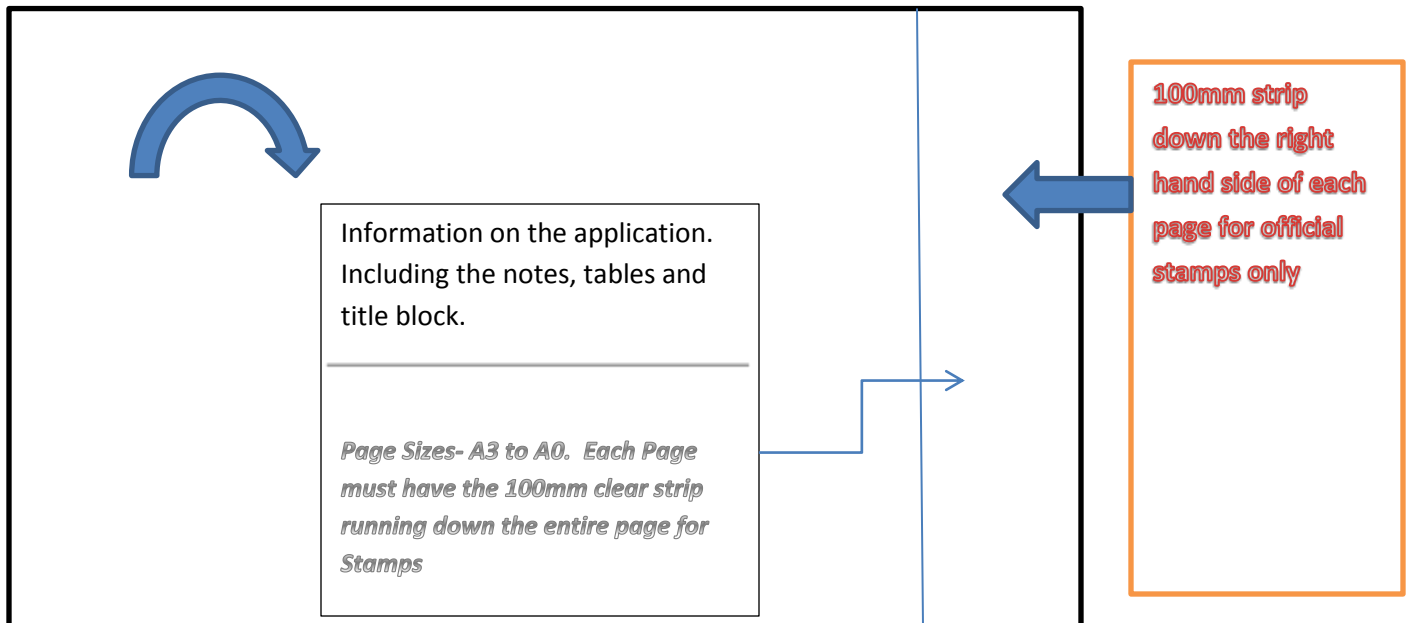 100mm strip
down the right
hand side of each
page for official
stamps only
Information on the application.
Including the notes, tables and
title block.
Page Sizes- A3 to A0.  Each Page
must have the 100mm clear strip
running down the entire page for
Stamps